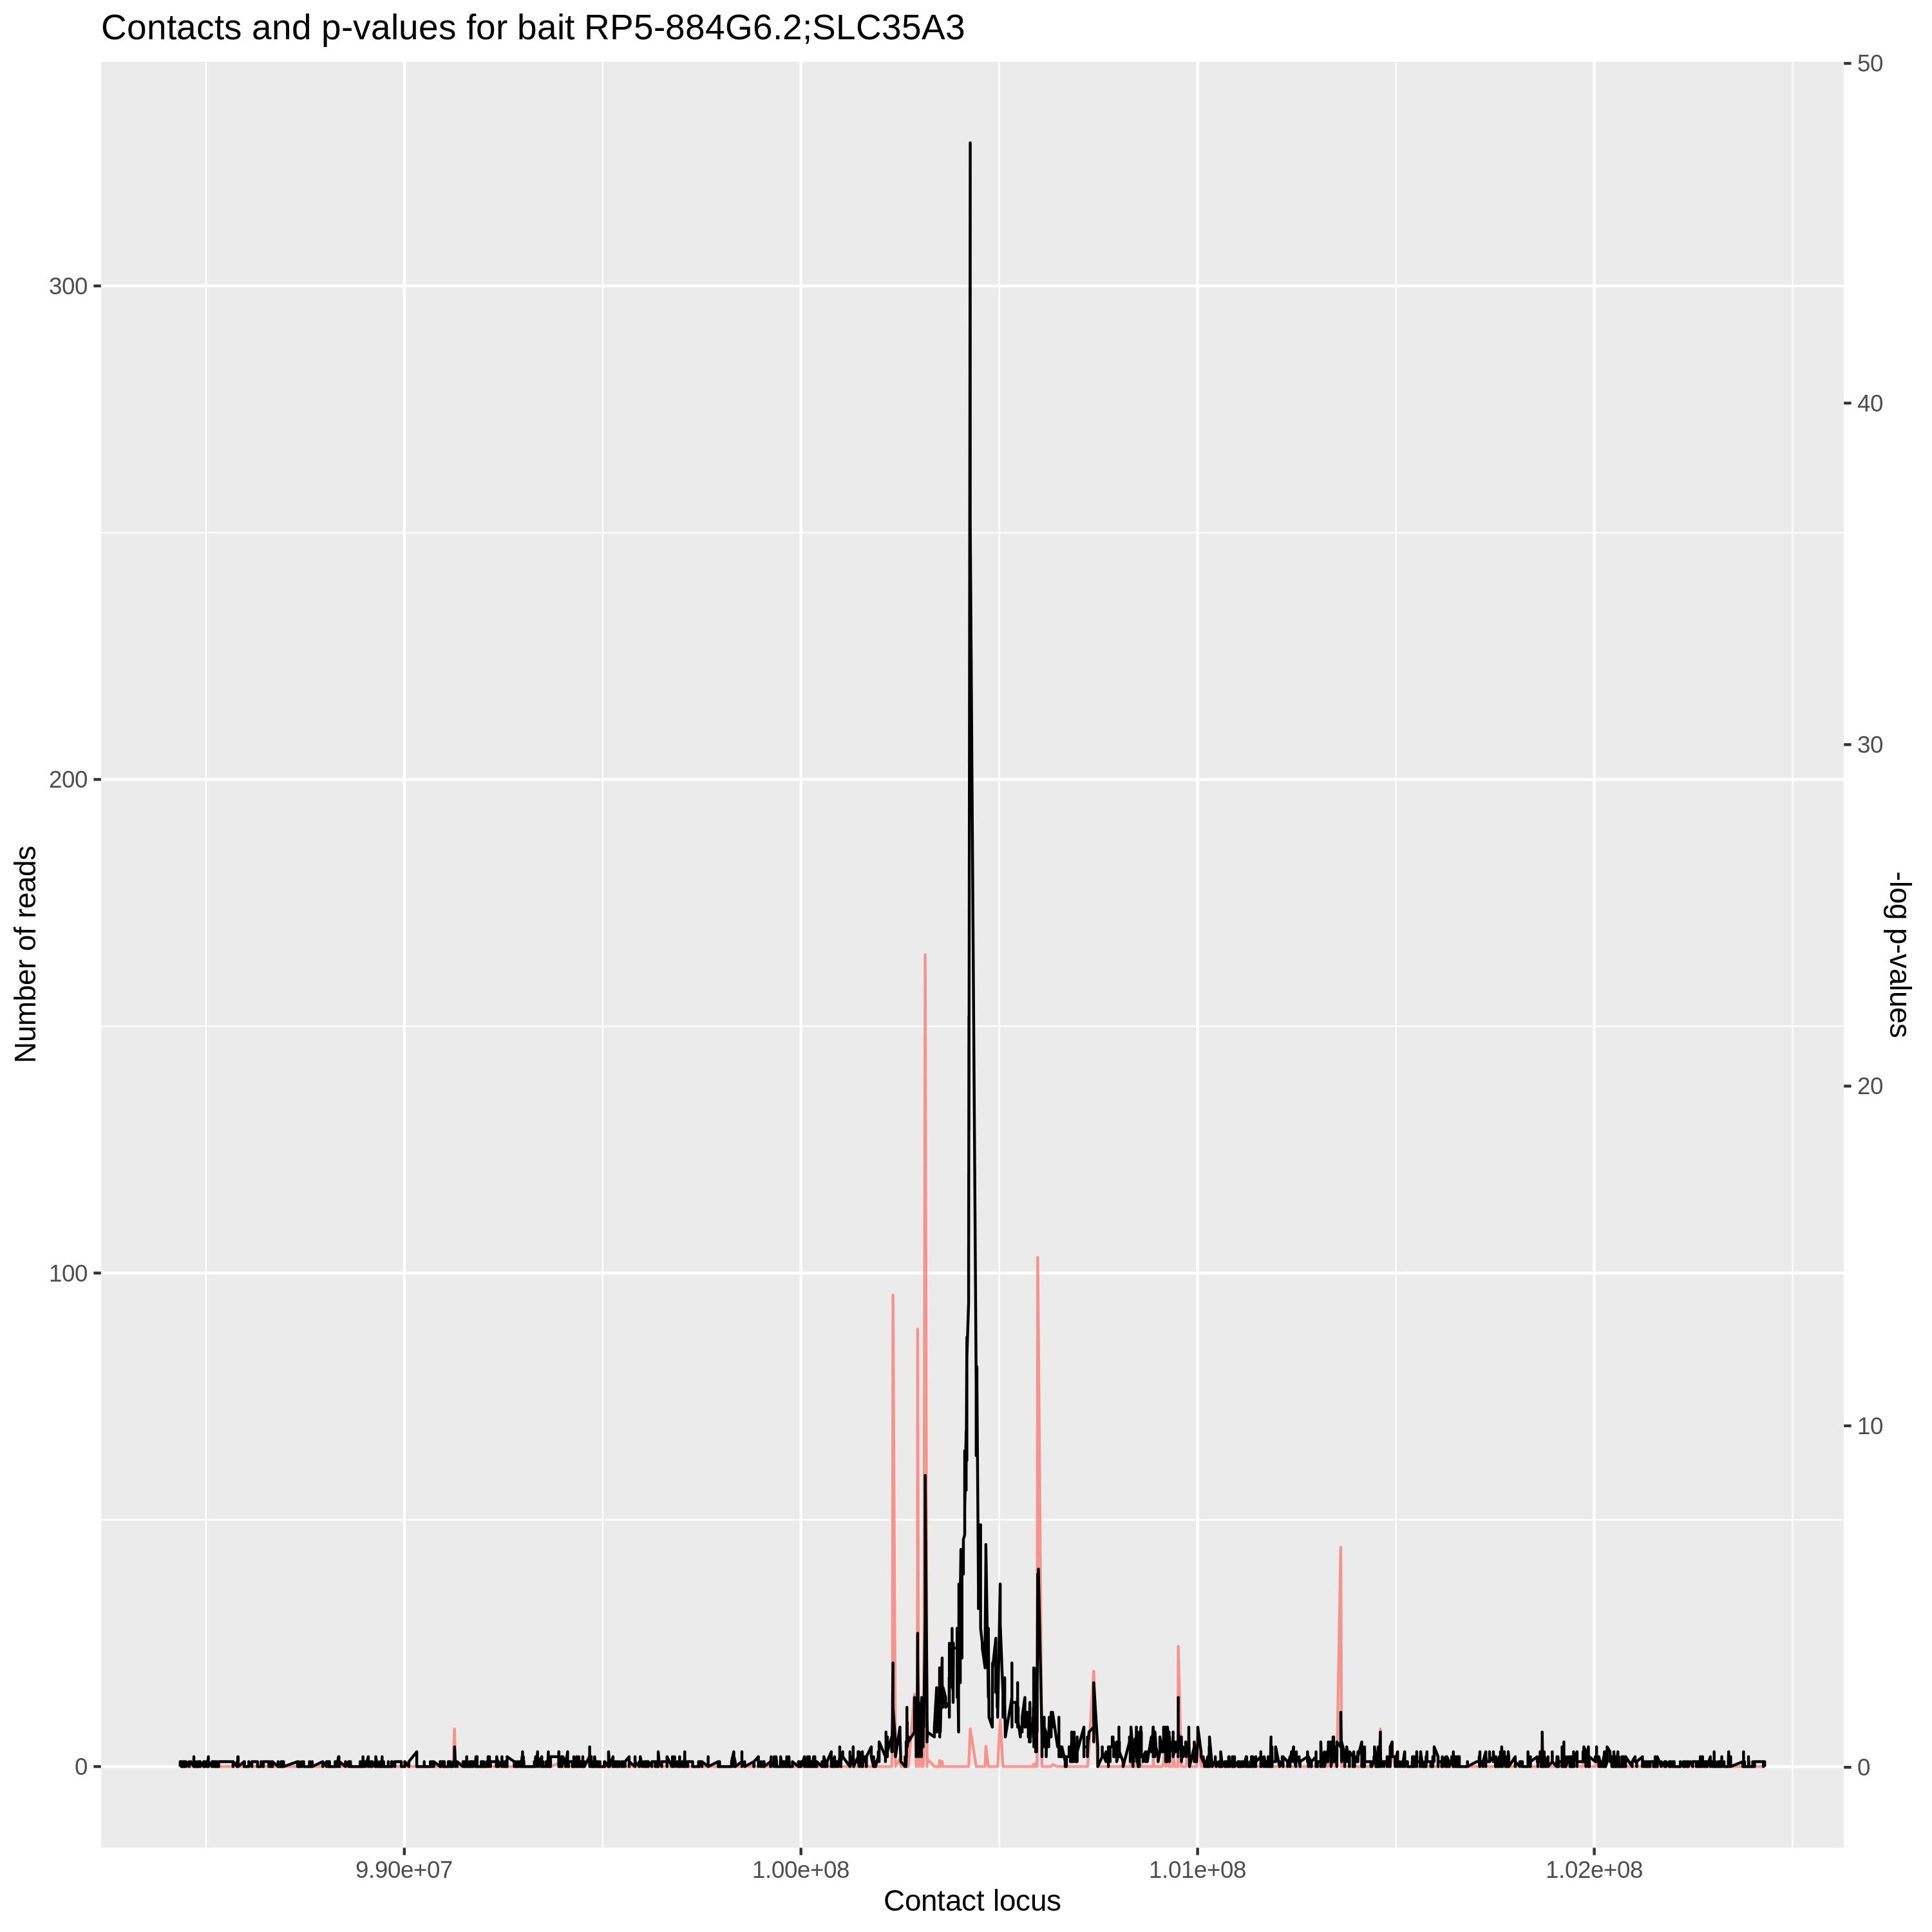 Contacts and p-values for bait RP5-884G6.2;SLC35A3
50
300
40
200
30
Number of reads
-log p-values
20
100
10
0
0
9.90e+07
1.00e+08
1.01e+08
1.02e+08
Contact locus